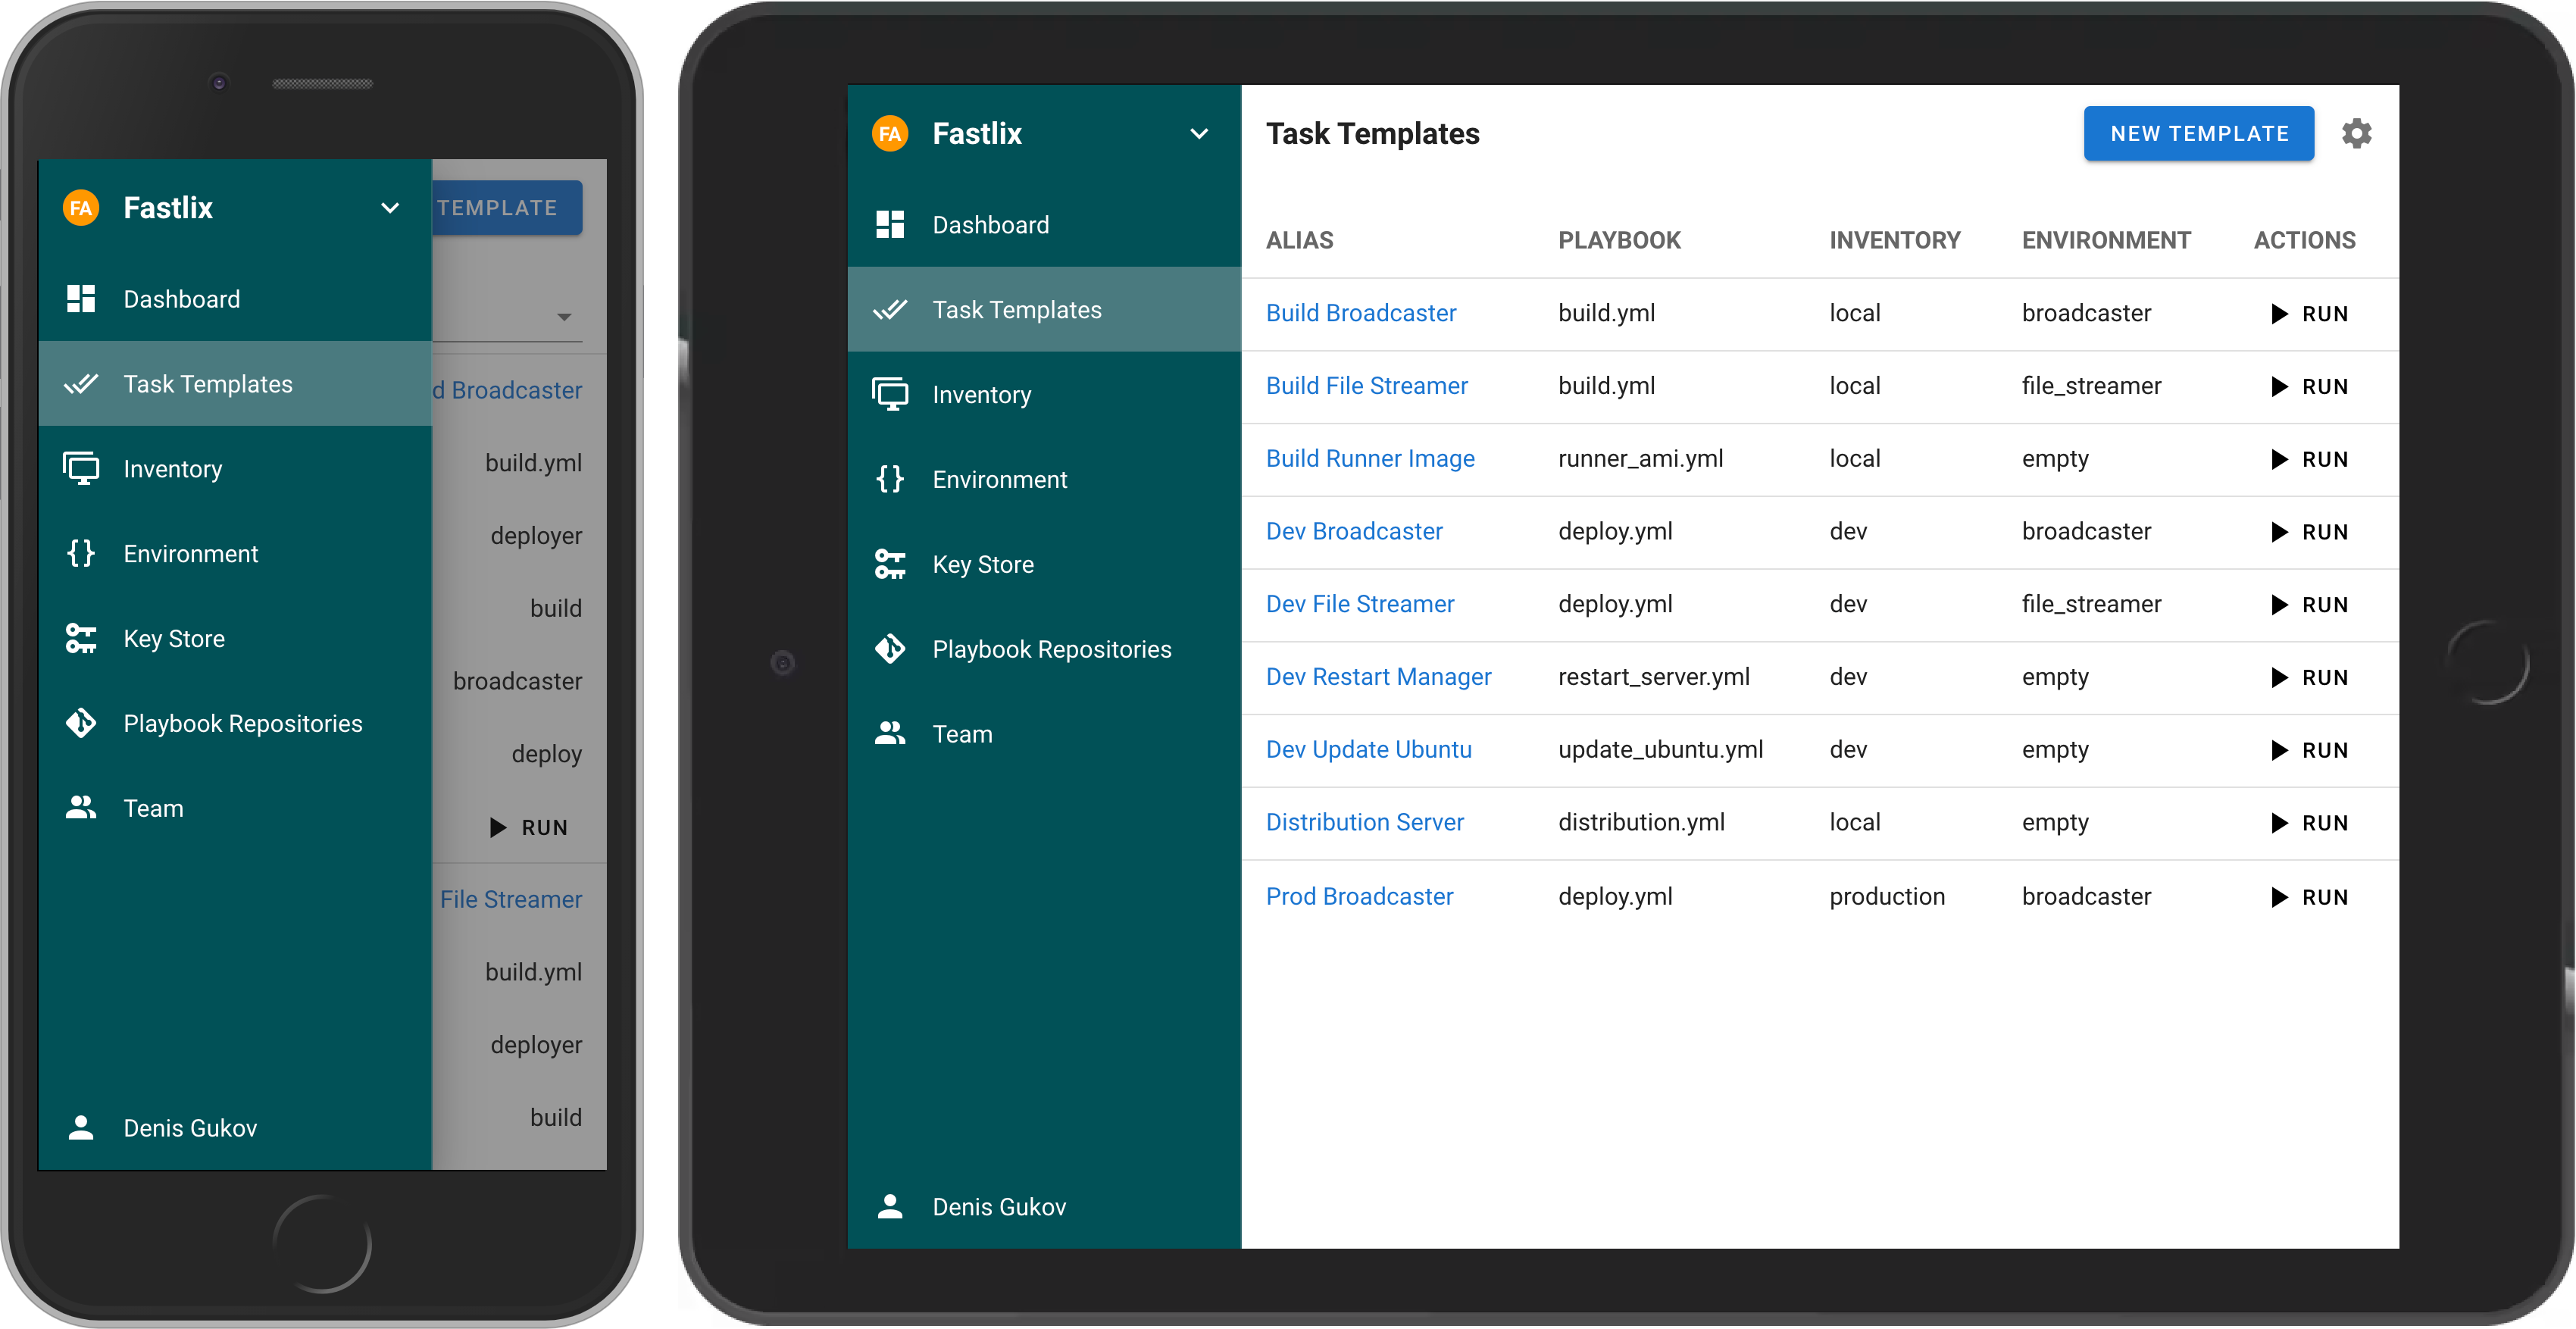 FA Fastlix
TEMPLATE
Dashboard
Task Templates
d Broadcaster
build.yml
Inventory
deployer
Environment
build
Key Store
broadcaster
Playbook Repositories
deploy
Team
RUN
File Streamer
build.yml
deployer
build
Denis Gukov
FA Fastlix
Dashboard
Task Templates
Inventory
Environment
Key Store
Playbook Repositories
Team
Denis Gukov
Task Templates
NEW TEMPLATE
ALIAS PLAYBOOK INVENTORY ENVIRONMENT ACTIONS
Build Broadcaster build.yml local broadcaster RUN
Build File Streamer build.yml local file_streamer RUN
Build Runner Image runner_ami.yml local empty RUN
Dev Broadcaster deploy.yml dev broadcaster RUN
Dev File Streamer deploy.yml dev file_streamer RUN
Dev Restart Manager restart_server.yml dev empty RUN
Dev Update Ubuntu update_ubuntu.yml dev empty RUN
Distribution Server distribution.yml local empty RUN
Prod Broadcaster deploy.yml production broadcaster RUN